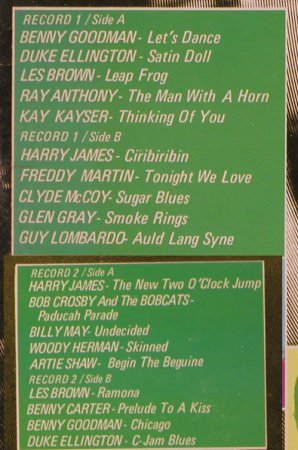 RECORD 1 / Side A
BENNY GOODMAN - Let's Dance
DUKE ELLINGTON - Satin Doll
LES BROWN - Leap Frog
RAY ANTHONY - The Man With A Horn
KAY KAYSER - Thinking Of You
RECORD 1 / Side B
HARRY JAMES - Ciribiribin
FREDDY MARTIN - Tonight We Love
CLYDE McCOY - Sugar Blues
GLEN GRAY - Smoke Rings
GUY LOMBARDO - Auld Lang Syne
RECORD 2 / Side A
HARRY JAMES - The New Two O'Clock Jump
BOB CROSBY And The BOBCATS -
Paducah Parade
BILLY MAY - Undecided
WOODY HERMAN - Skinned
ARTIE SHAW - Begin The Beguine
RECORD 2 / Side B
LES BROWN - Ramona
BENNY CARTER - Prelude To A Kiss
BENNY GOODMAN - Chicago
DUKE ELLINGTON - C-Jam Blues